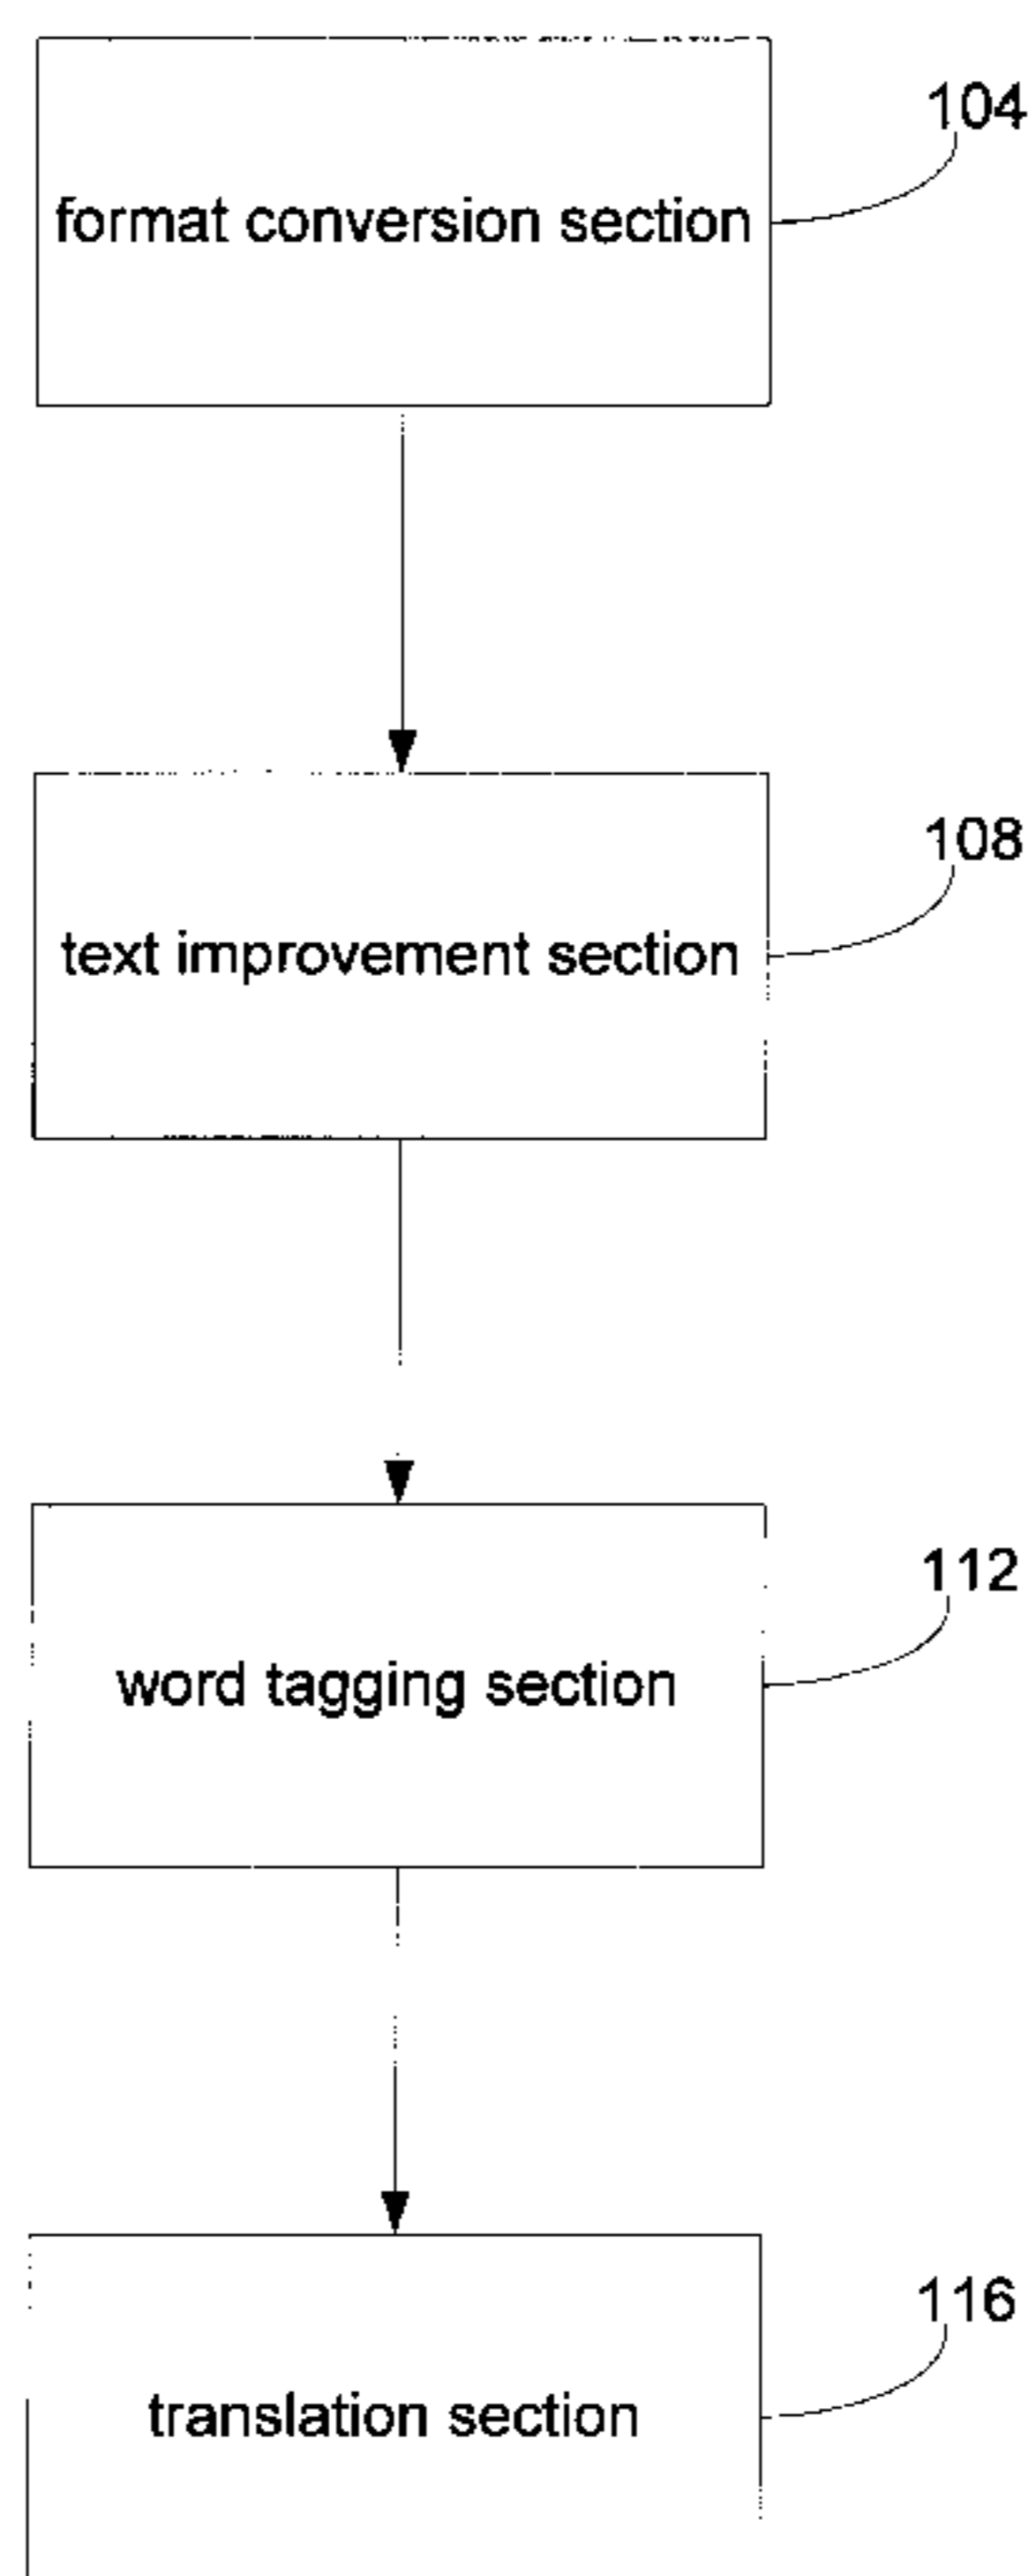 104
format conversion section
108
text improvement section
112
word tagging section
116
translation section